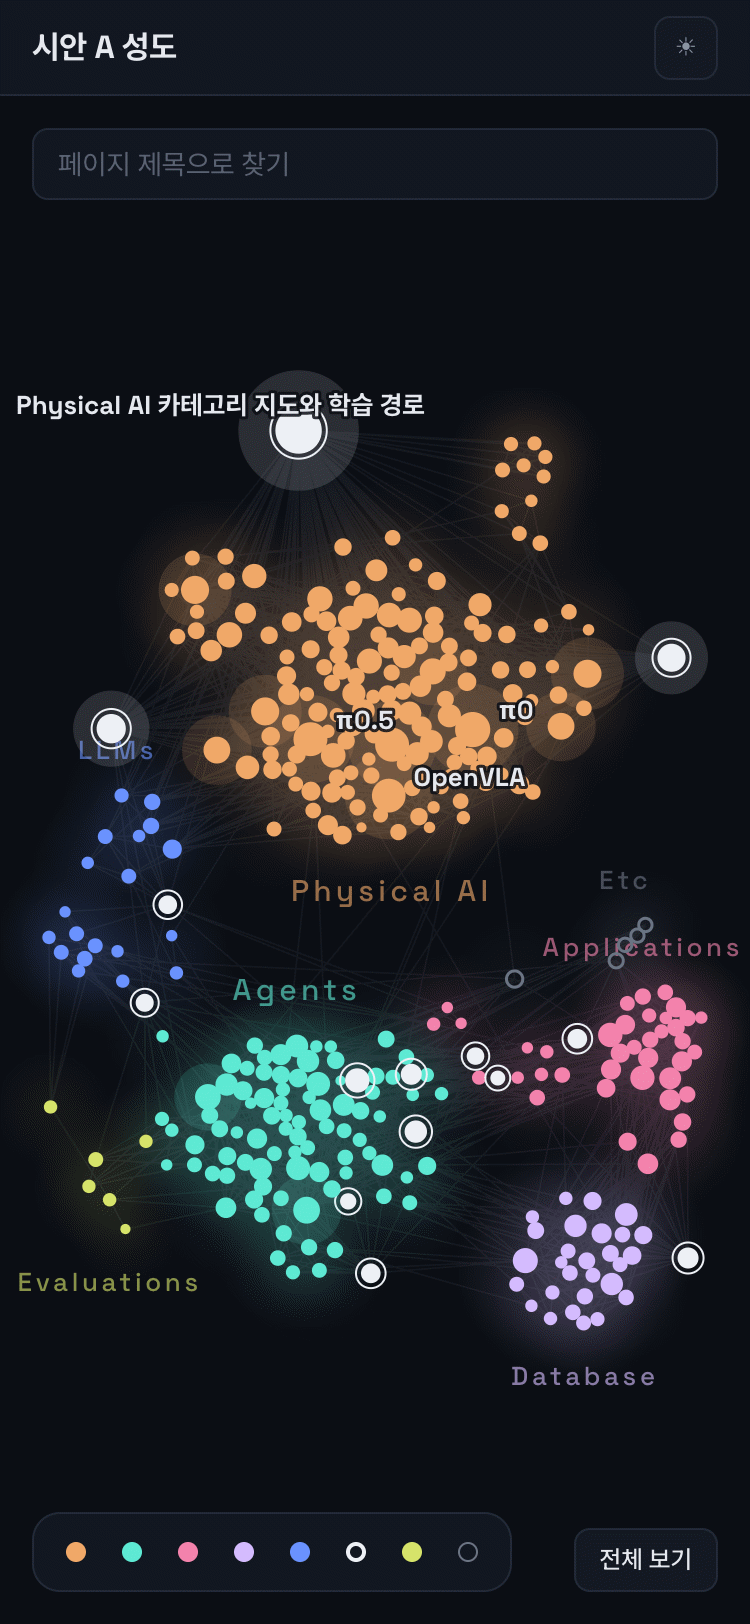 시안 A 성도
페이지 제목으로 찾기
Physical AI 카테고리 지도와 학습 경로
π0.5
π0
LLMs
OpenVLA
Physical AI
Etc
Applications
Agents
Evaluations
Database
전체 보기